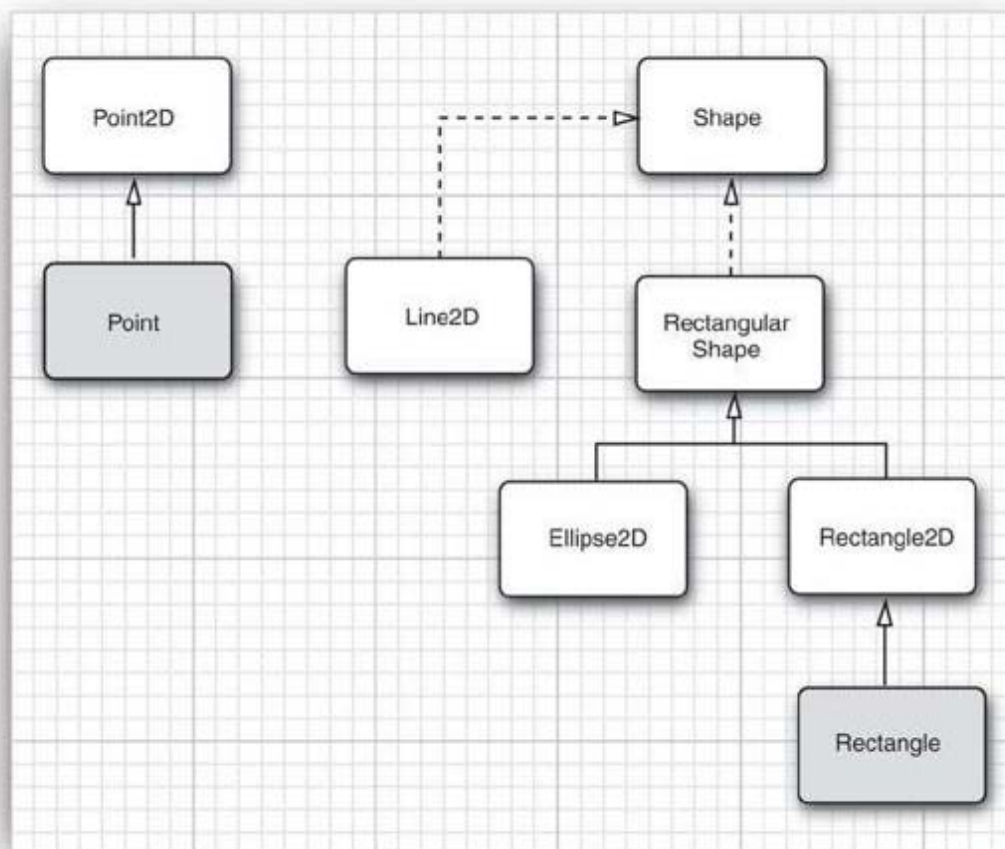 Point2D
Shape
Point
Line2D
Rectangular
Shape
Ellipse2D
Rectangle2D
Rectangle